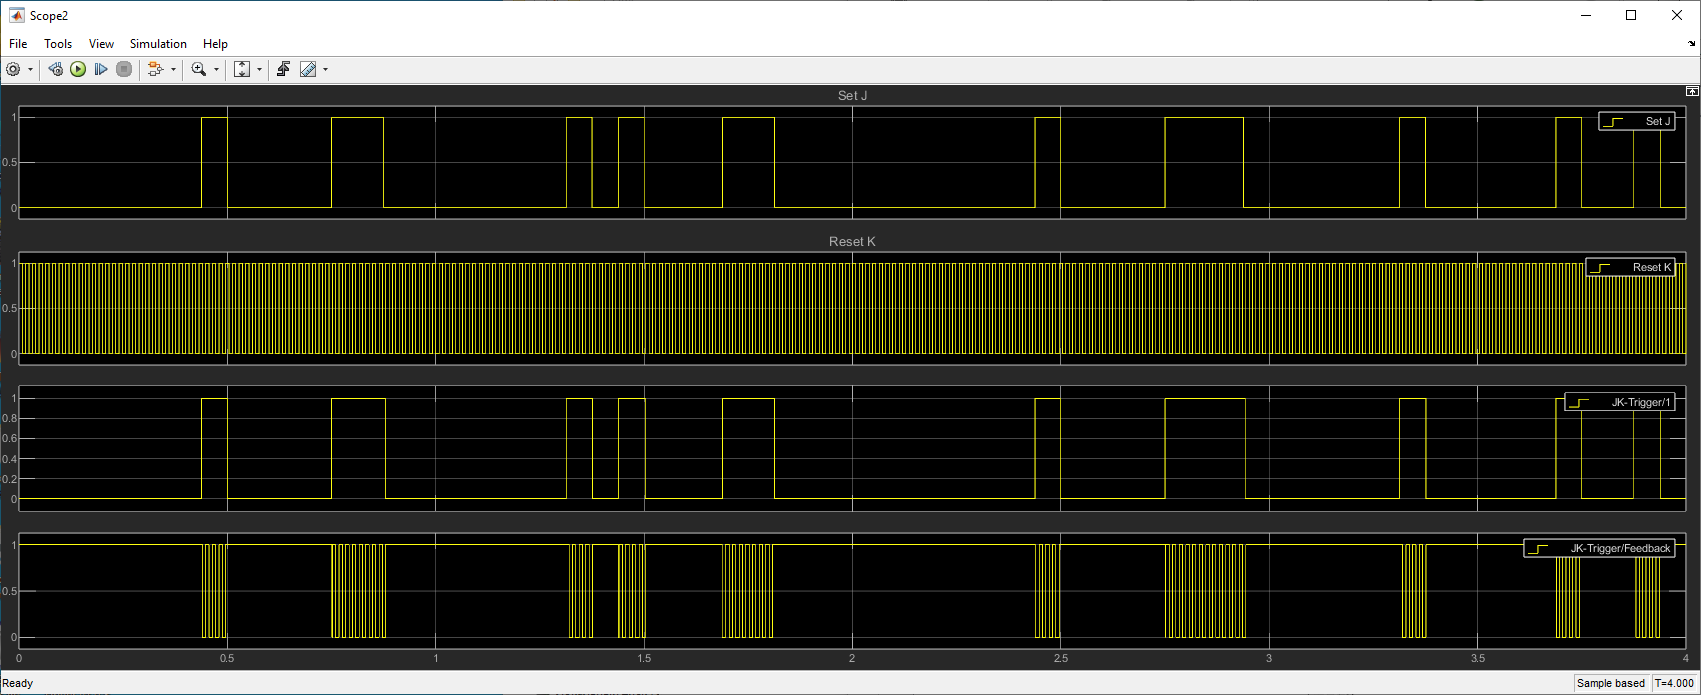 Scope2
File Tools View Simulation Help
Set J
1
0.5
0
Set J
Reset K
1
0.5
0
Reset K
1
0.8
0.6
0.4
0.2
0
JK-Trigger/1
1
0.5
0
JK-Trigger/Feedback
0 0.5 1 1.5 2 2.5 3 3.5 4
Ready Sample based T=4.000